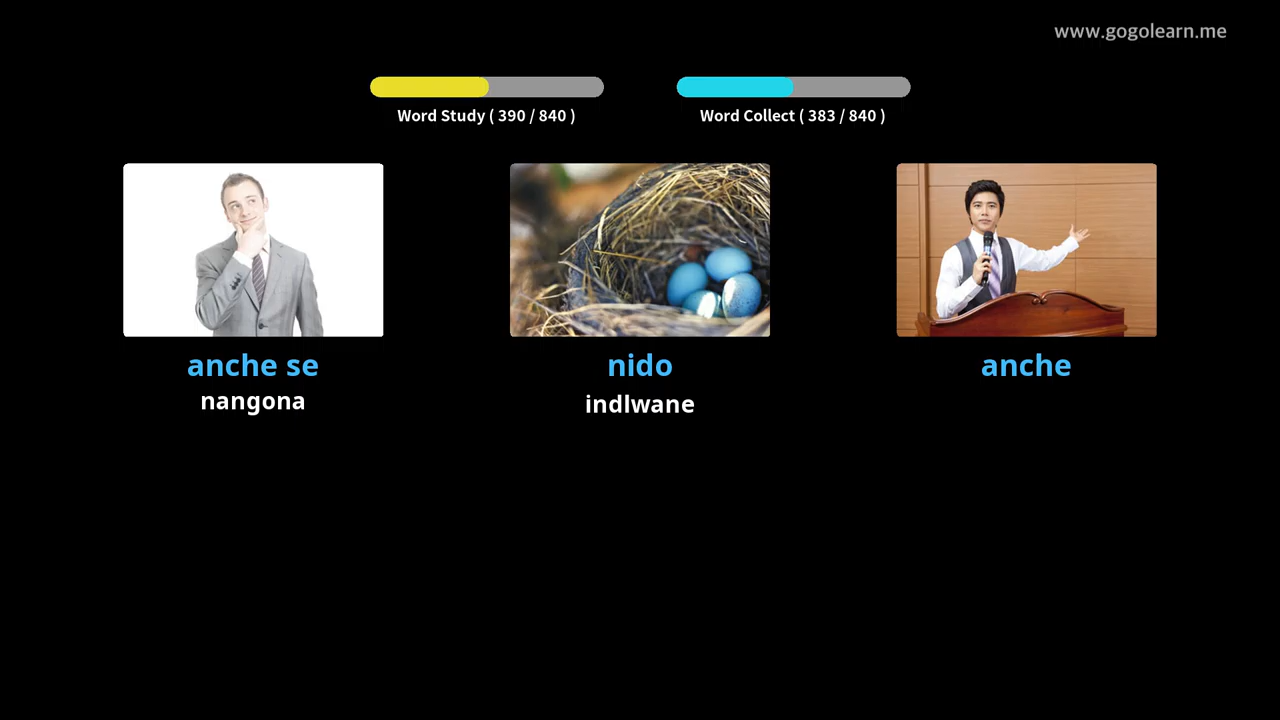 www.gogolearn.me
Word Study ( 390 / 840 )
Word Collect ( 383 / 840 )
anche se
nangona
nido
indlwane
anche